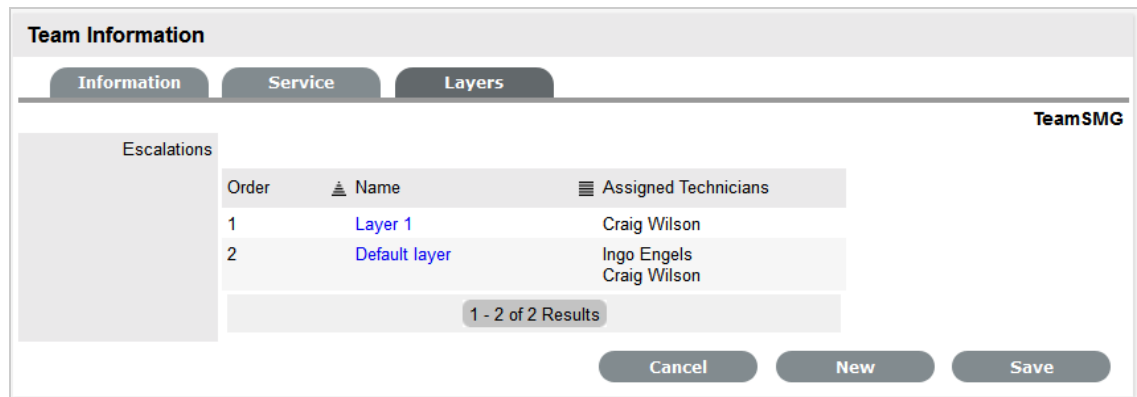 Team Information
Information Service Layers
TeamSMG
Escalations
Order Name Assigned Technicians
1 Layer 1 Craig Wilson
2 Default layer Ingo Engels
Craig Wilson
1 - 2 of 2 Results
Cancel New Save